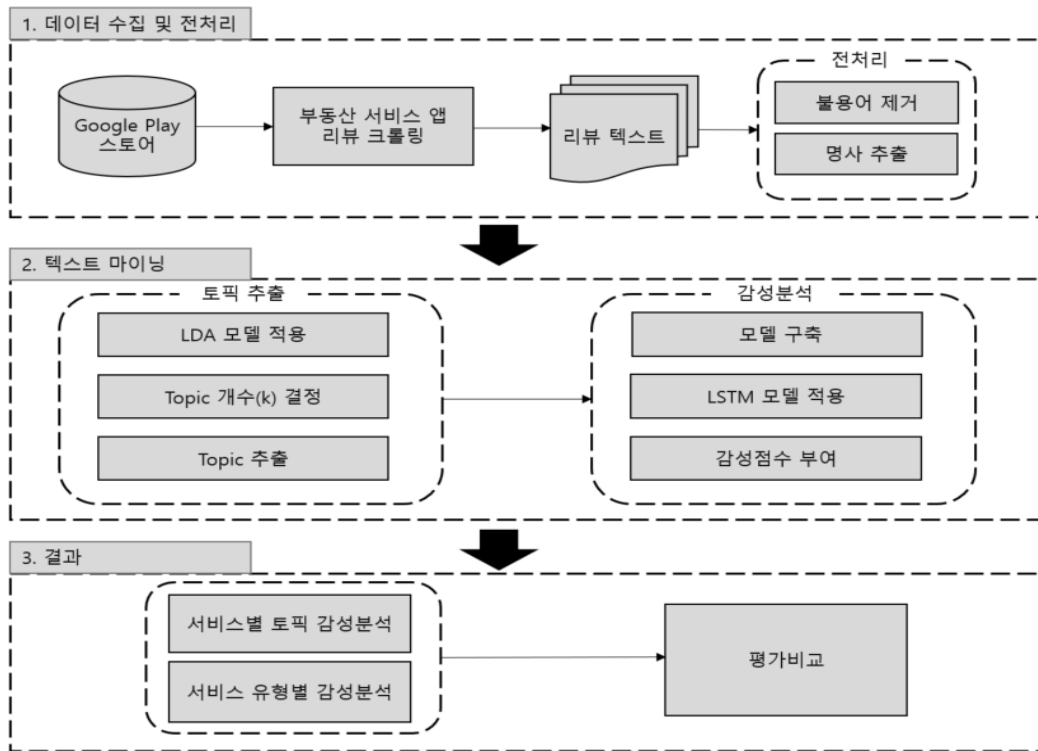 1. 데이터 수집 및 전처리
Google Play
스토어
부동산 서비스 앱
리뷰 크롤링
리뷰 텍스트
전처리
불용어 제거
명사 추출
2. 텍스트 마이닝
토픽 추출
LDA 모델 적용
Topic 개수(k) 결정
Topic 추출
감성분석
모델 구축
LSTM 모델 적용
감성점수 부여
3. 결과
서비스별 토픽 감성분석
서비스 유형별 감성분석
평가비교